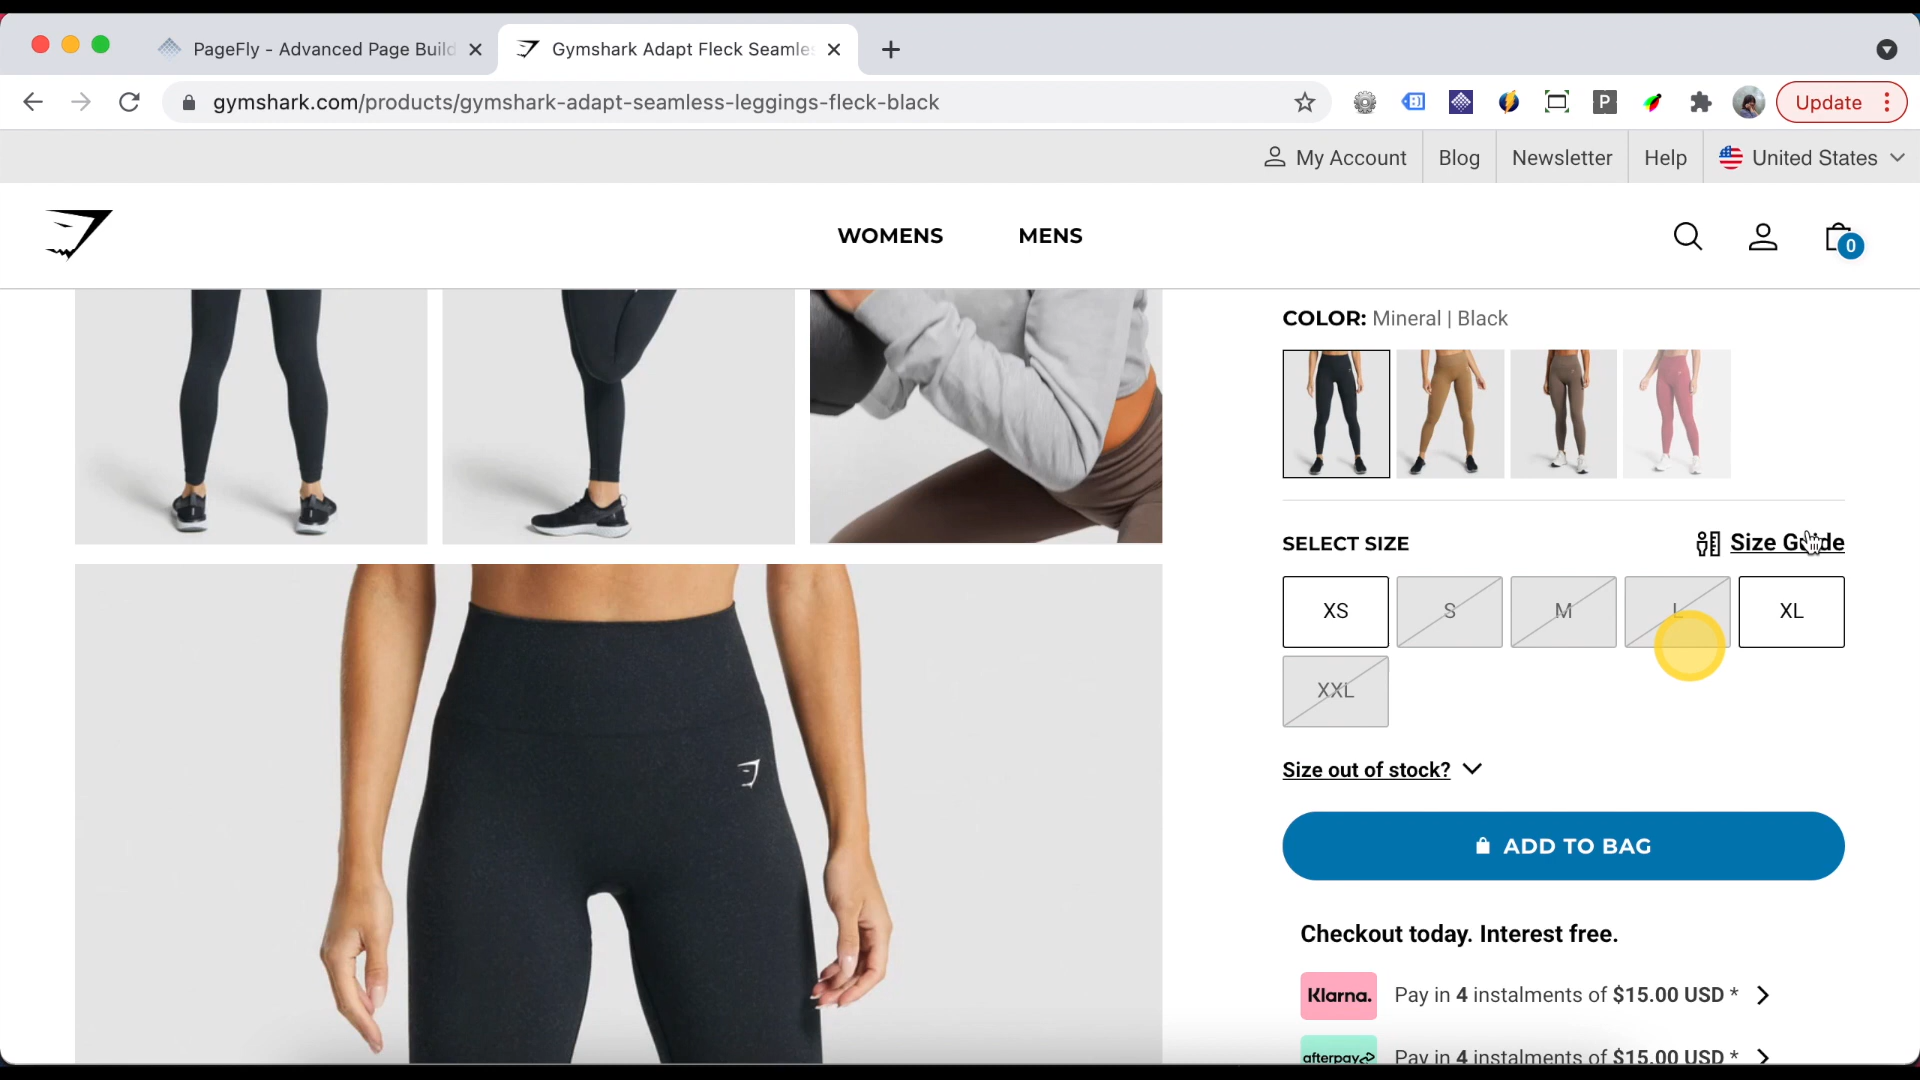 PageFly - Advanced Page Build
Gymshark Adapt Fleck Seamles
gymshark.com/products/gymshark-adapt-seamless-leggings-fleck-black
P
Update
My Account
Blog
Newsletter
Help
United States
WOMENS
MENS
0
COLOR: Mineral | Black
SELECT SIZE
Size Guide
XS
S
M
L
XL
XXL
Size out of stock?
ADD TO BAG
Checkout today. Interest free.
Klarna.
Pay in 4 instalments of $15.00 USD *
afterpay
Pay in 4 instalments of $15.00 USD *